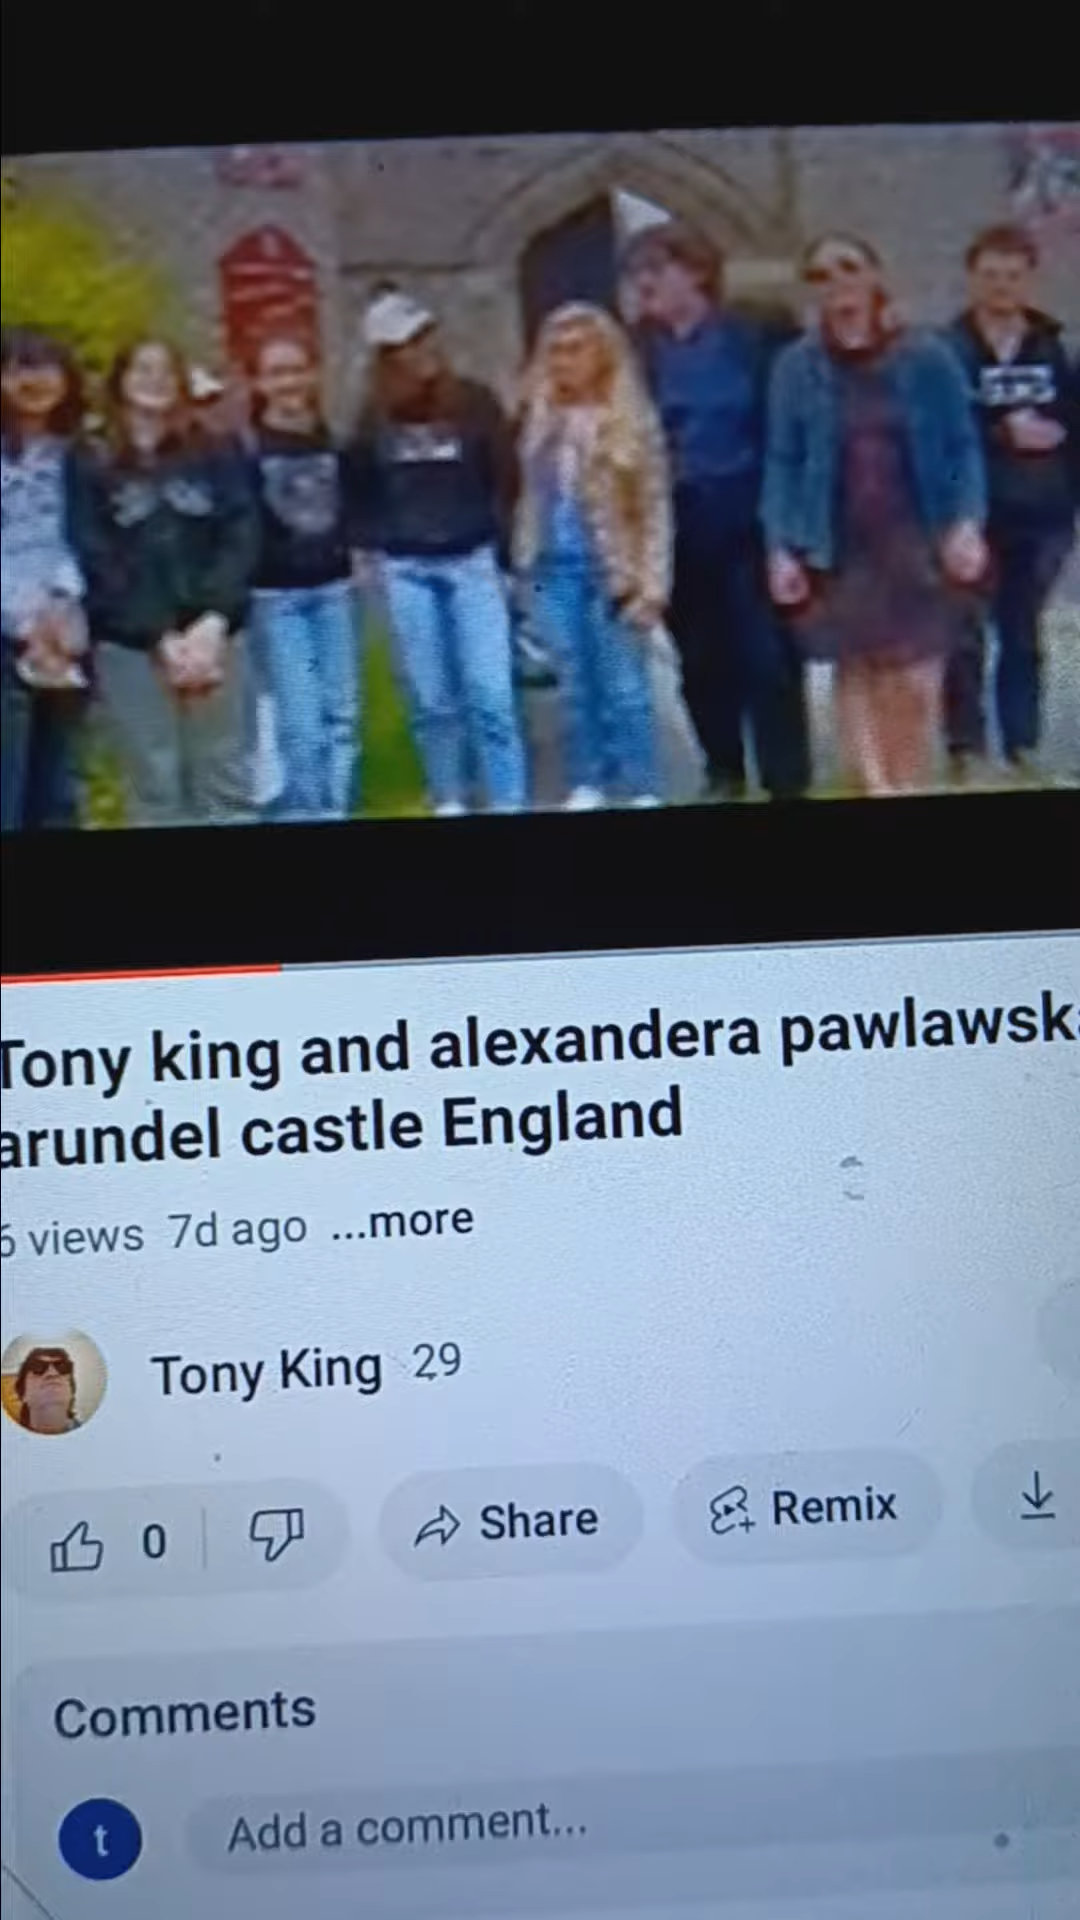 Tony king and alexandera pawlawsk
arundel castle England
6 views 7d ago ...more
Tony King 29
0
Share
Remix
Comments
t
Add a comment...